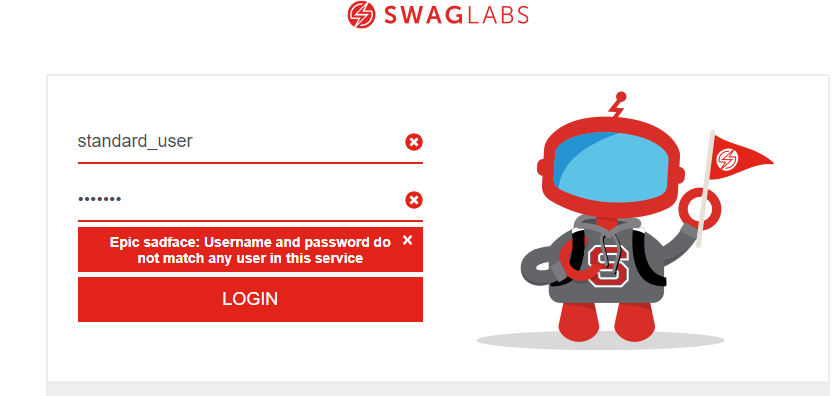 SWAGLABS
standard_user
•••••••
Epic sadface: Username and password do
not match any user in this service
LOGIN
S